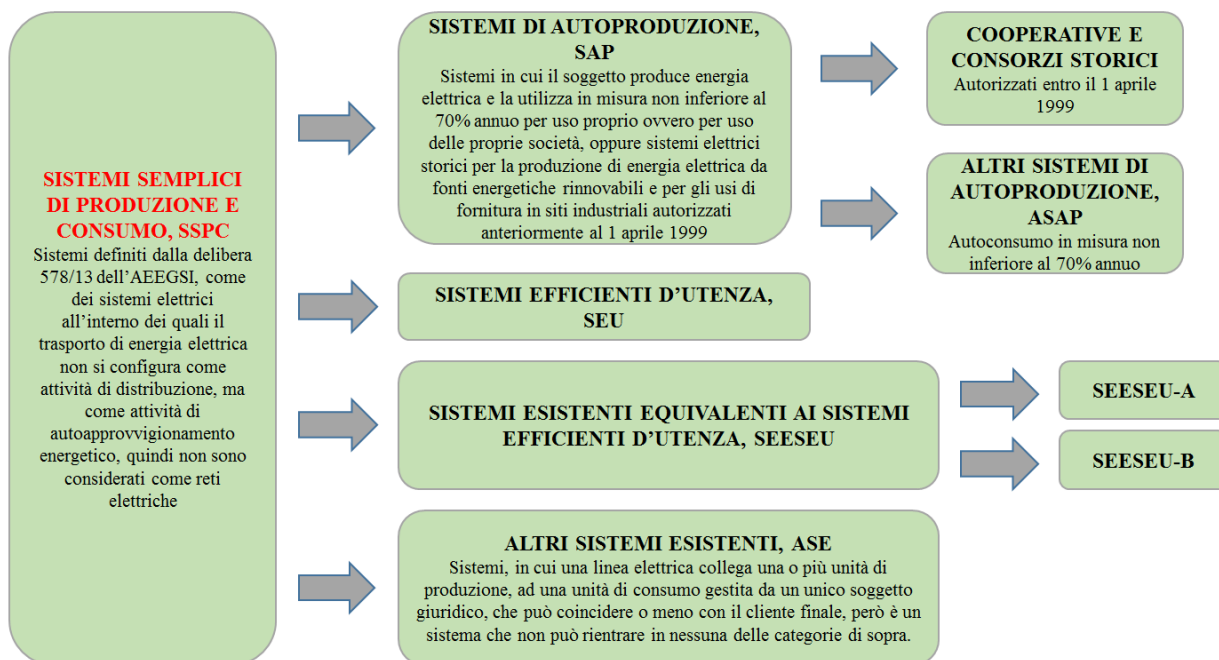 SISTEMI SEMPLICI
DI PRODUZIONE E
CONSUMO, SSPC
Sistemi definiti dalla delibera
578/13 dell'AEEGSI, come
dei sistemi elettrici
all'interno dei quali il
trasporto di energia elettrica
non si configura come
attività di distribuzione, ma
come attività di
autoapprovvigionamento
energetico, quindi non sono
considerati come reti
elettriche
SISTEMI DI AUTOPRODUZIONE,
SAP
Sistemi in cui il soggetto produce energia
elettrica e la utilizza in misura non inferiore al
70% annuo per uso proprio ovvero per uso
delle proprie società, oppure sistemi elettrici
storici per la produzione di energia elettrica da
fonti energetiche rinnovabili e per gli usi di
fornitura in siti industriali autorizzati
anteriormente al 1 aprile 1999
COOPERATIVE E
CONSORZI STORICI
Autorizzati entro il 1 aprile
1999
ALTRI SISTEMI DI
AUTOPRODUZIONE,
ASAP
Autoconsumo in misura non
inferiore al 70% annuo
SISTEMI EFFICIENTI D'UTENZA,
SEU
SISTEMI ESISTENTI EQUIVALENTI AI SISTEMI
EFFICIENTI D'UTENZA, SEESEU
SEESEU-A
SEESEU-B
ALTRI SISTEMI ESISTENTI, ASE
Sistemi, in cui una linea elettrica collega una o più unità di
produzione, ad una unità di consumo gestita da un unico soggetto
giuridico, che può coincidere o meno con il cliente finale, però è un
sistema che non può rientrare in nessuna delle categorie di sopra.